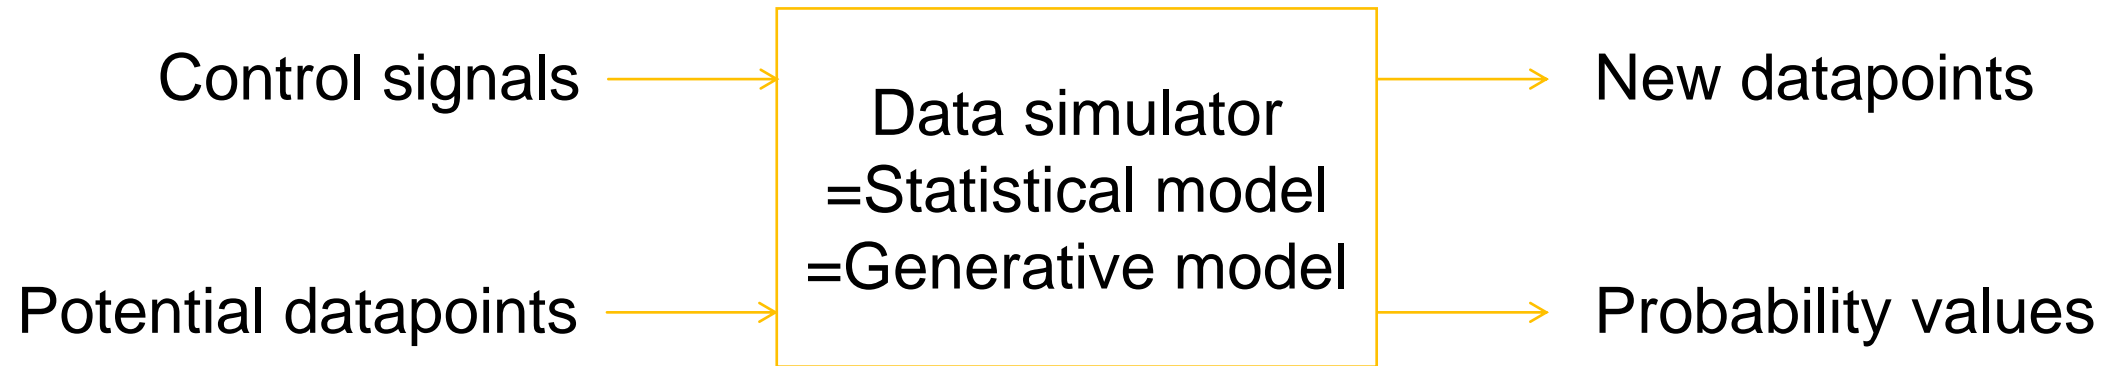 Control signals
Potential datapoints
Data simulator
=Statistical model
=Generative model
New datapoints
Probability values